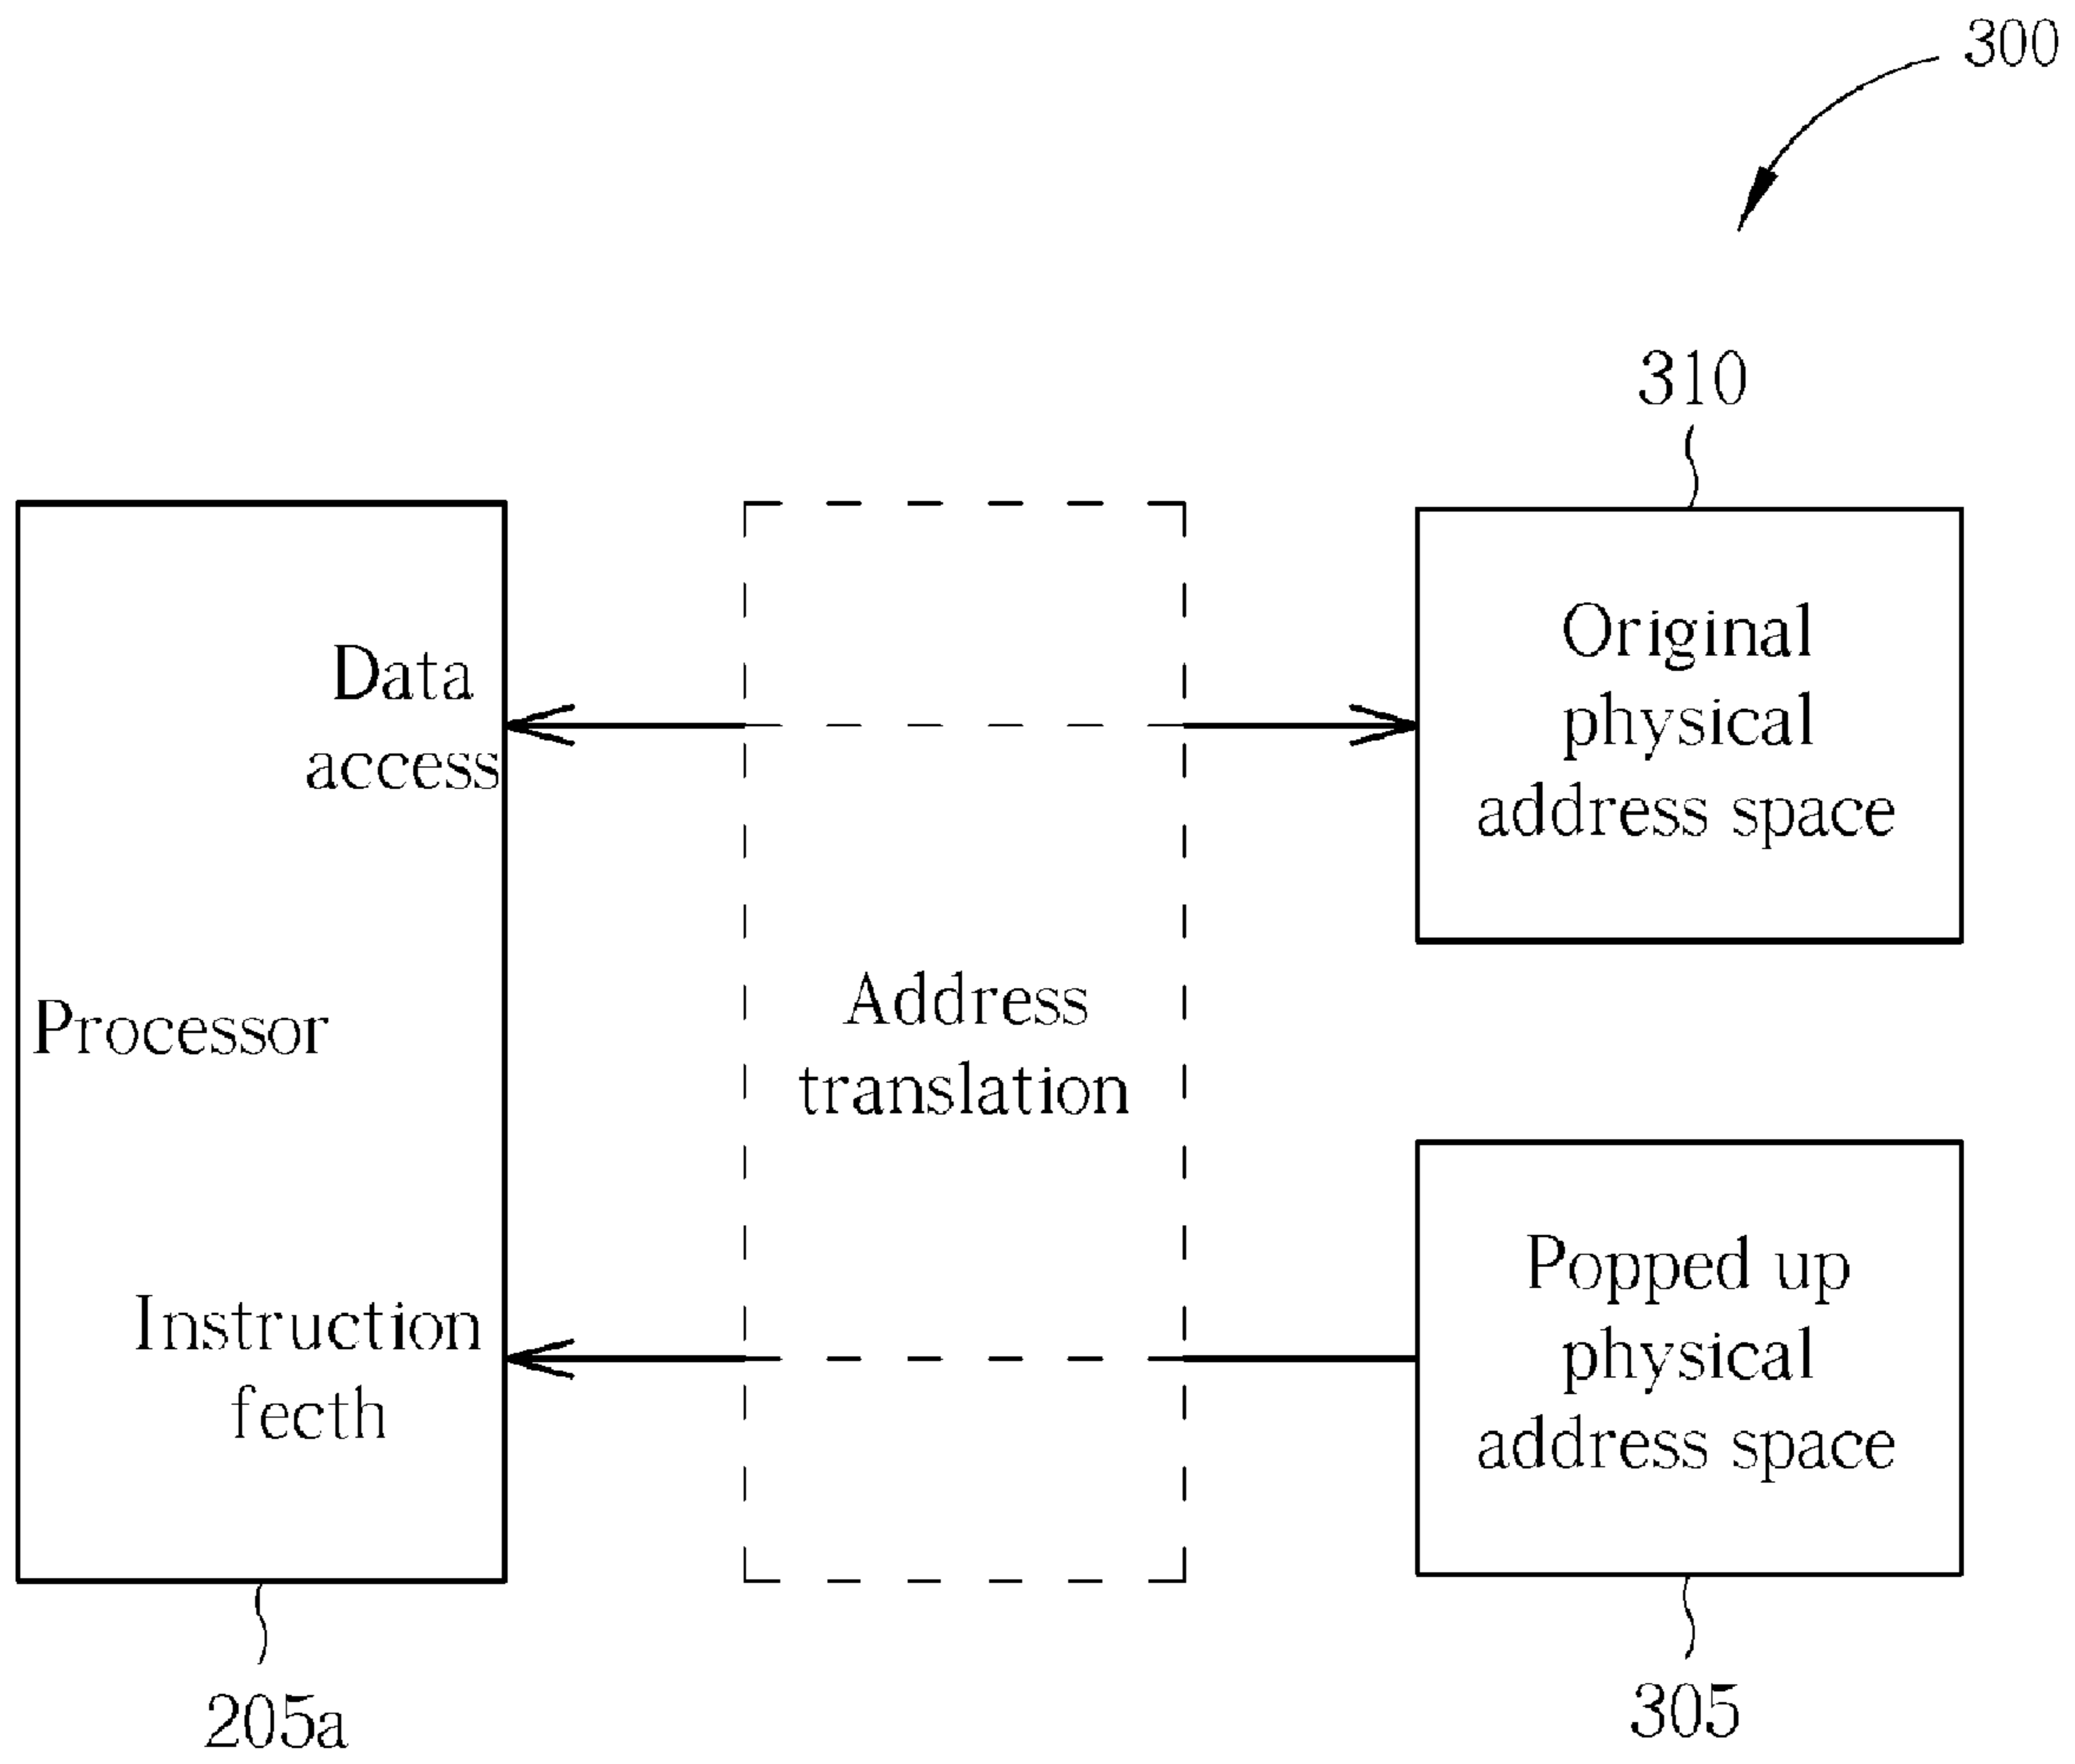 300
310
Original
physical
address space
Data
access
Processor
Address
translation
Instruction
fecth
Popped up
physical
address space
205a
305